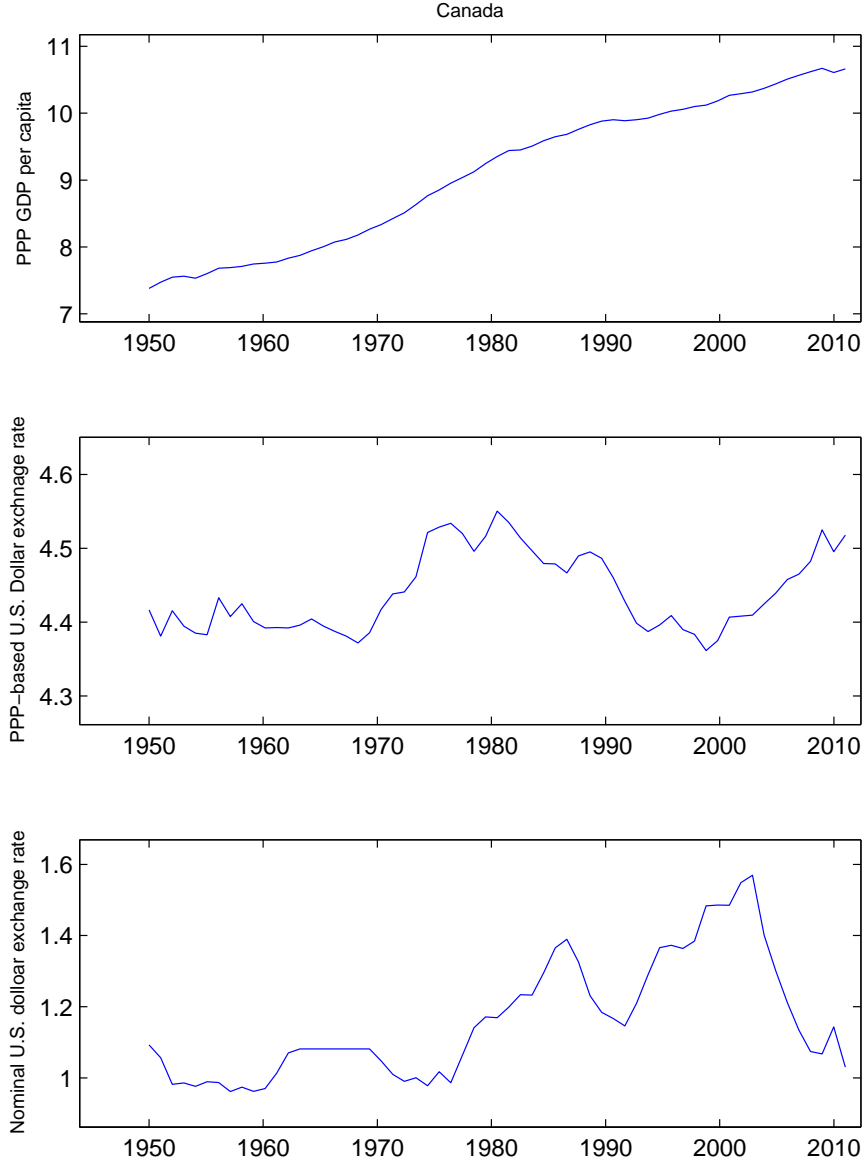 Canada
PPP GDP per capita
11
10
9
8
7
1950 1960 1970 1980 1990 2000 2010
PPP−based U.S. Dollar exchnage rate
4.6
4.5
4.4
4.3
1950 1960 1970 1980 1990 2000 2010
Nominal U.S. dolloar exchange rate
1.6
1.4
1.2
1
1950 1960 1970 1980 1990 2000 2010